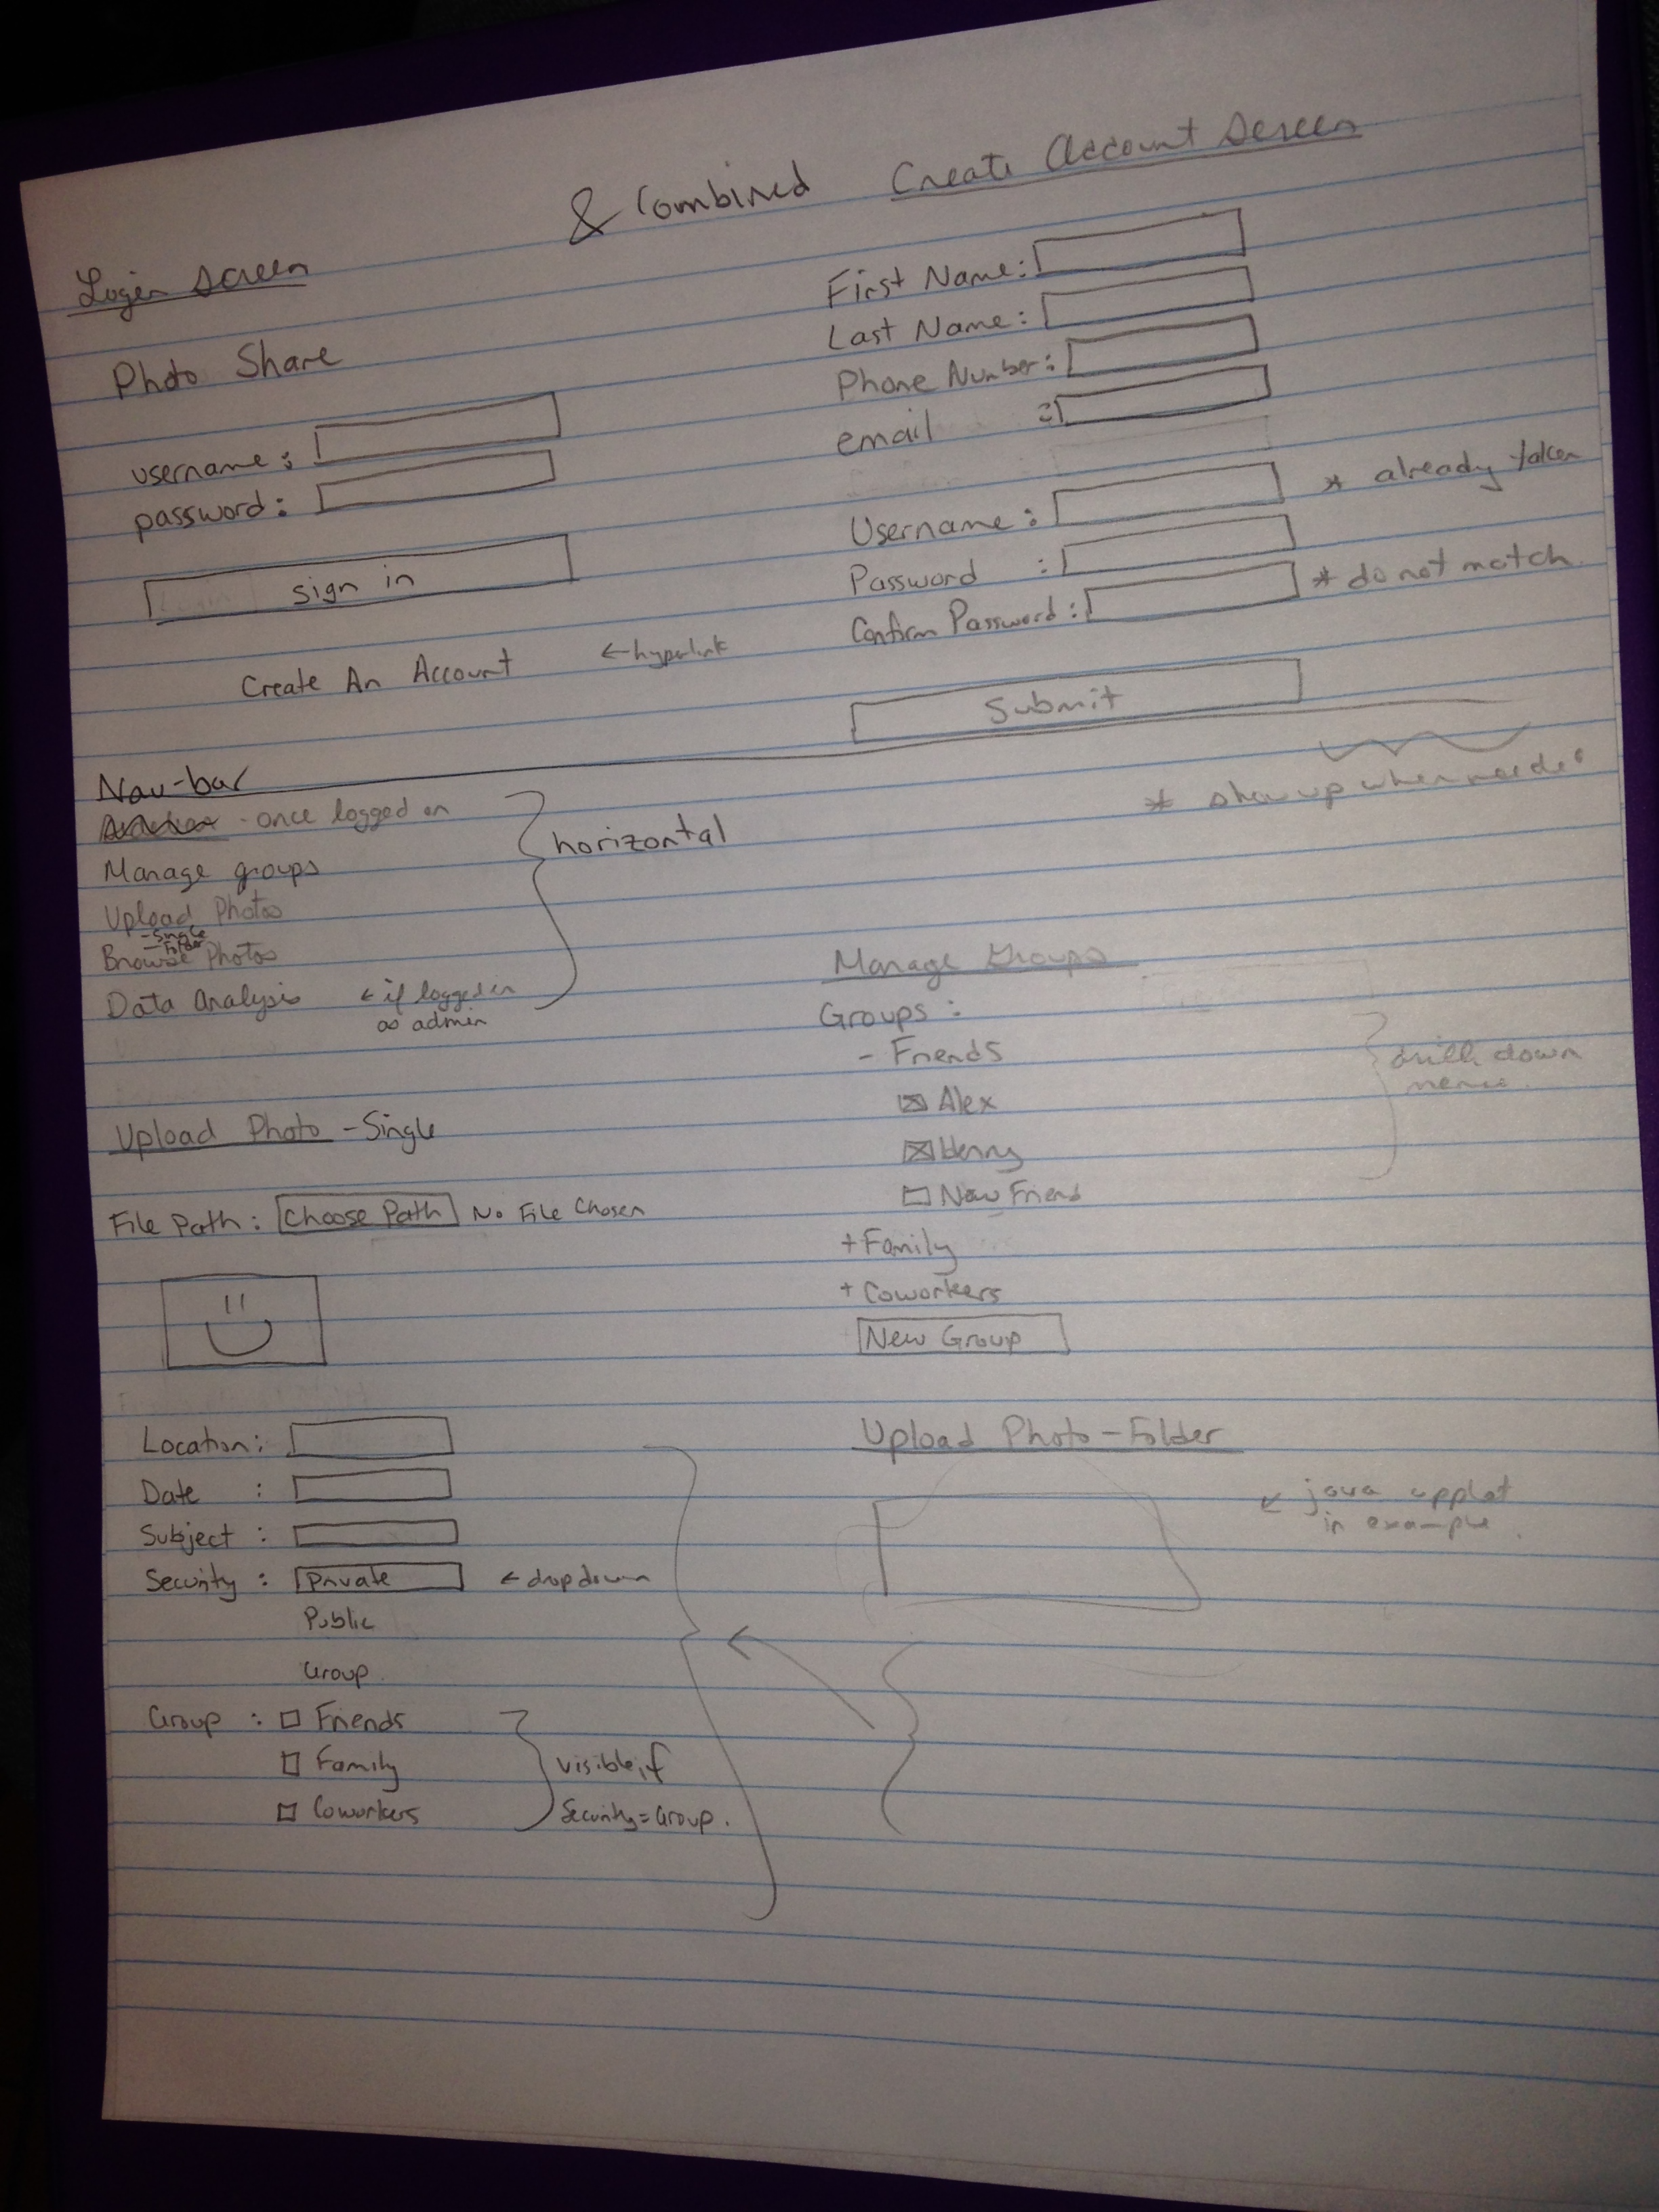 & Combined Create Account Screen
Login Screen
Photo Share
username :
password :
sign in
Create An Account ← hyperlink
First Name :
Last Name :
Phone Number :
email :
Username : * already taken
Password :
Confirm Password : * do not match
Submit
* show up when needed
Nav-bar
- once logged on
Manage groups
Upload Photos
- Single
- Folder
Browse Photos
Data Analysis ← if logged in
as admin
horizontal
Manage Groups
Groups :
- Friends
Alex
Henry
New Friend
+ Family
+ Coworkers
New Group
drill down
menu
Upload Photo - Single
File Path : Choose Path No File Chosen
Location :
Date :
Subject :
Security : Private ← dropdown
Public
Group
Group : Friends
Family
Coworkers
visible if
Security = Group.
Upload Photo - Folder
← java applet
in example